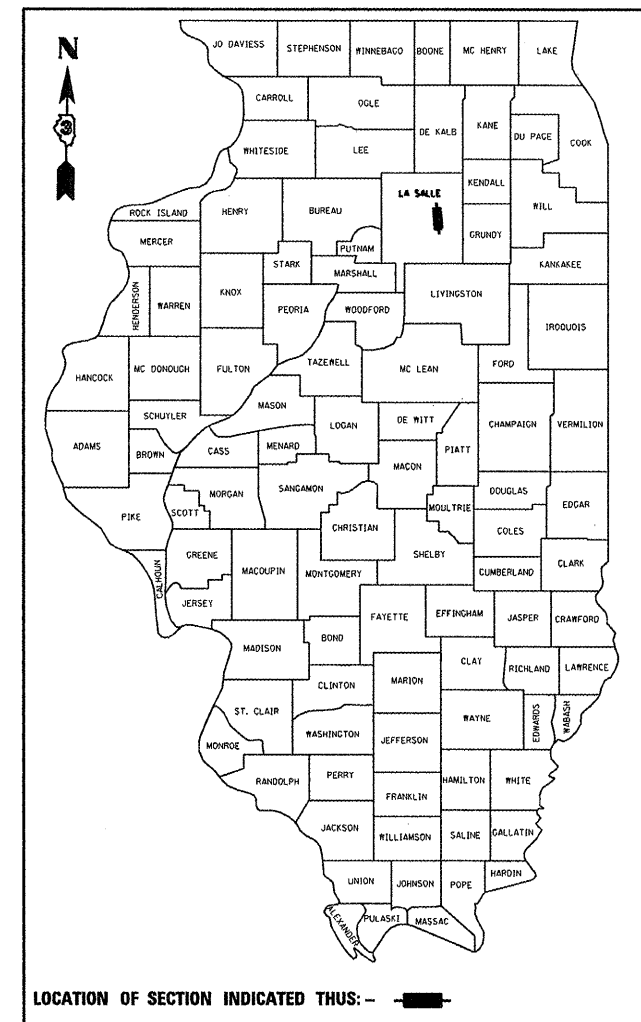 JO DAVIESS STEPHENSON WINNEBAGO BOONE MC HENRY LAKE
N
CARROLL OGLE DE KALB KANE DU PAGE COOK
3
WHITESIDE LEE
KENDALL WILL
LA SALLE
ROCK ISLAND HENRY BUREAU
GRUNDY
MERCER PUTNAM
KANKAKEE
STARK MARSHALL
HENDERSON WARREN KNOX PEORIA WOODFORD LIVINGSTON
IROQUOIS
HANCOCK MC DONOUGH FULTON TAZEWELL MC LEAN FORD
MASON
SCHUYLER LOGAN DE WITT CHAMPAIGN VERMILION
ADAMS BROWN CASS MENARD PIATT
MACON
MORGAN SANGAMON DOUGLAS
PIKE SCOTT CHRISTIAN MOULTRIE EDGAR
COLES
GREENE SHELBY
CALHOUN MACOUPIN MONTGOMERY CUMBERLAND CLARK
JERSEY
FAYETTE EFFINGHAM JASPER CRAWFORD
MADISON BOND
CLAY RICHLAND LAWRENCE
CLINTON MARION
ST. CLAIR WAYNE EDWARDS WABASH
WASHINGTON JEFFERSON
MONROE
RANDOLPH PERRY HAMILTON WHITE
FRANKLIN
JACKSON WILLIAMSON SALINE GALLATIN
UNION JOHNSON POPE HARDIN
ALEXANDER PULASKI MASSAC
LOCATION OF SECTION INDICATED THUS: -